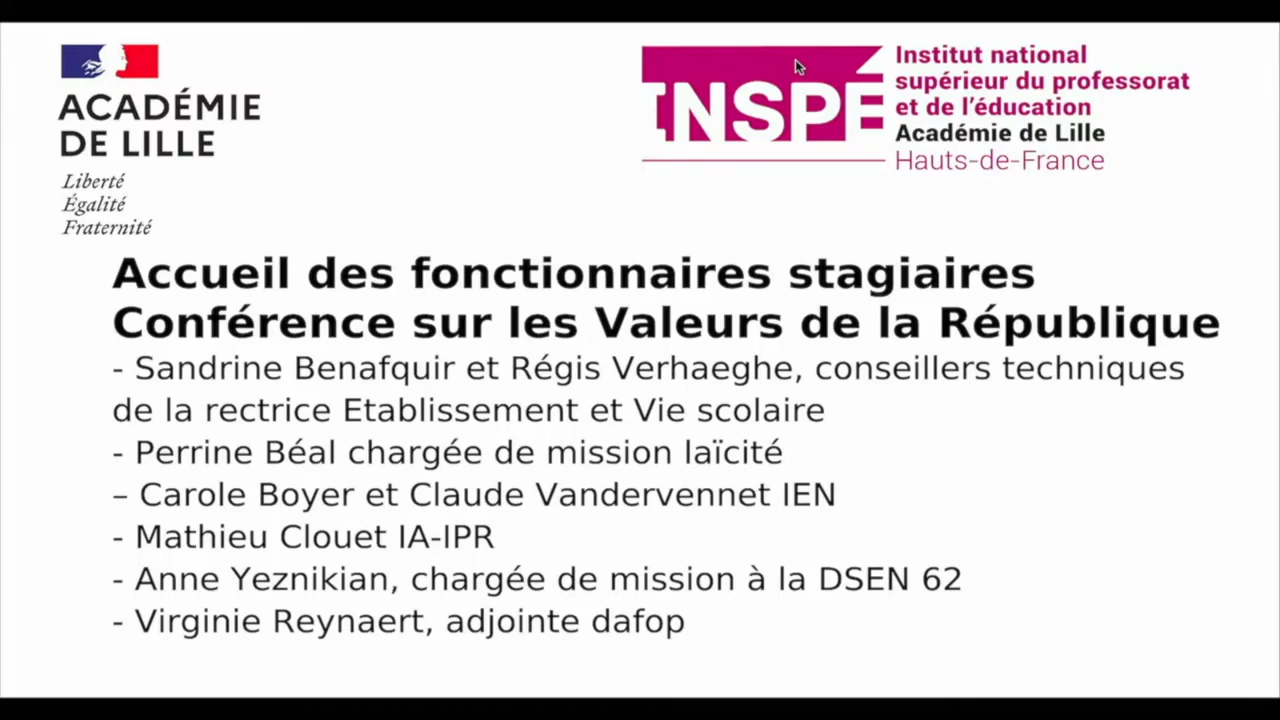 ACADÉMIE
DE LILLE
Liberté
Égalité
Fraternité
INSPÉ
Institut national
supérieur du professorat
et de l'éducation
Académie de Lille
Hauts-de-France
Accueil des fonctionnaires stagiaires
Conférence sur les Valeurs de la République
- Sandrine Benafquir et Régis Verhaeghe, conseillers techniques
de la rectrice Etablissement et Vie scolaire
- Perrine Béal chargée de mission laïcité
– Carole Boyer et Claude Vandervennet IEN
- Mathieu Clouet IA-IPR
- Anne Yeznikian, chargée de mission à la DSEN 62
- Virginie Reynaert, adjointe dafop